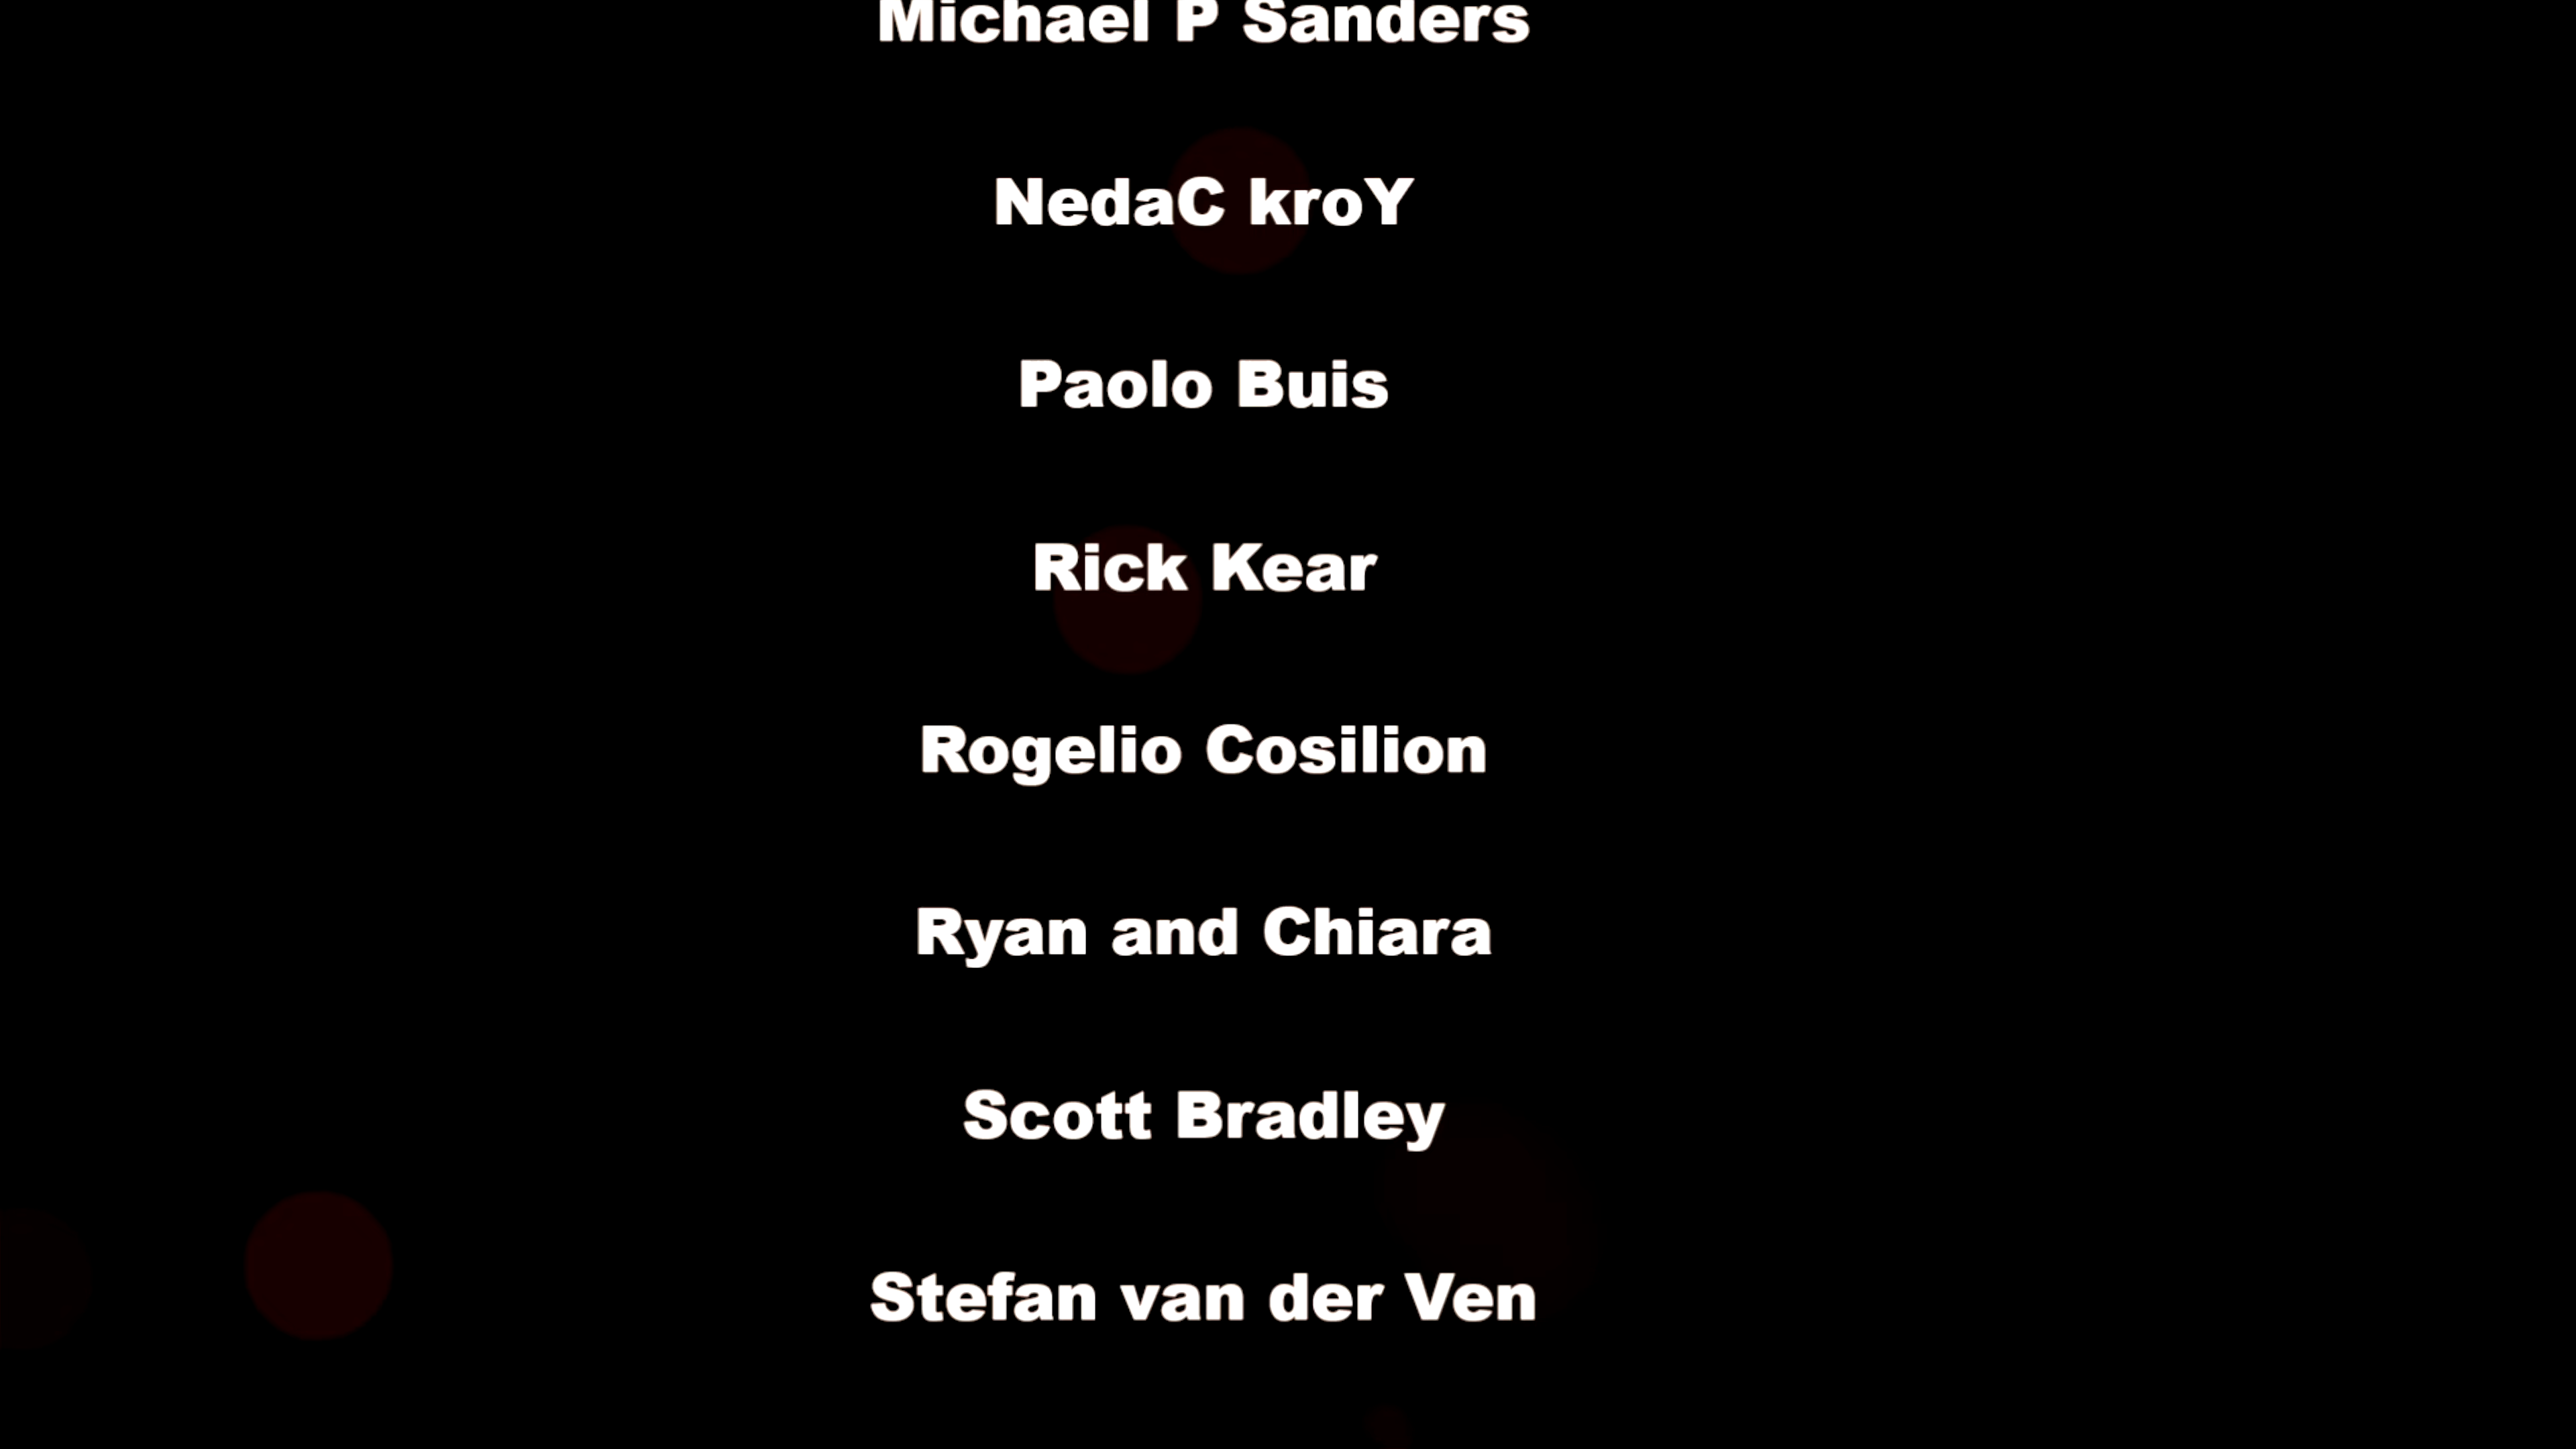 Michael P Sanders
NedaC kroY
Paolo Buis
Rick Kear
Rogelio Cosilion
Ryan and Chiara
Scott Bradley
Stefan van der Ven